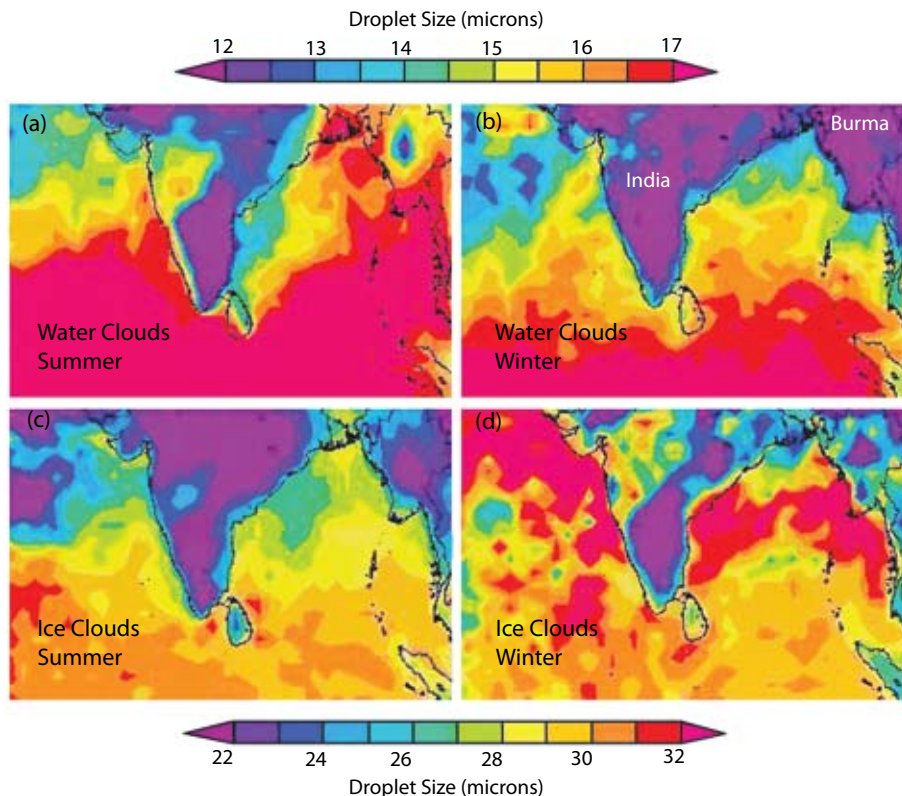 Droplet Size (microns)
12 13 14 15 16 17
(a)
Water Clouds
Summer
(b)
Burma
India
Water Clouds
Winter
(c)
Ice Clouds
Summer
(d)
Ice Clouds
Winter
22 24 26 28 30 32
Droplet Size (microns)